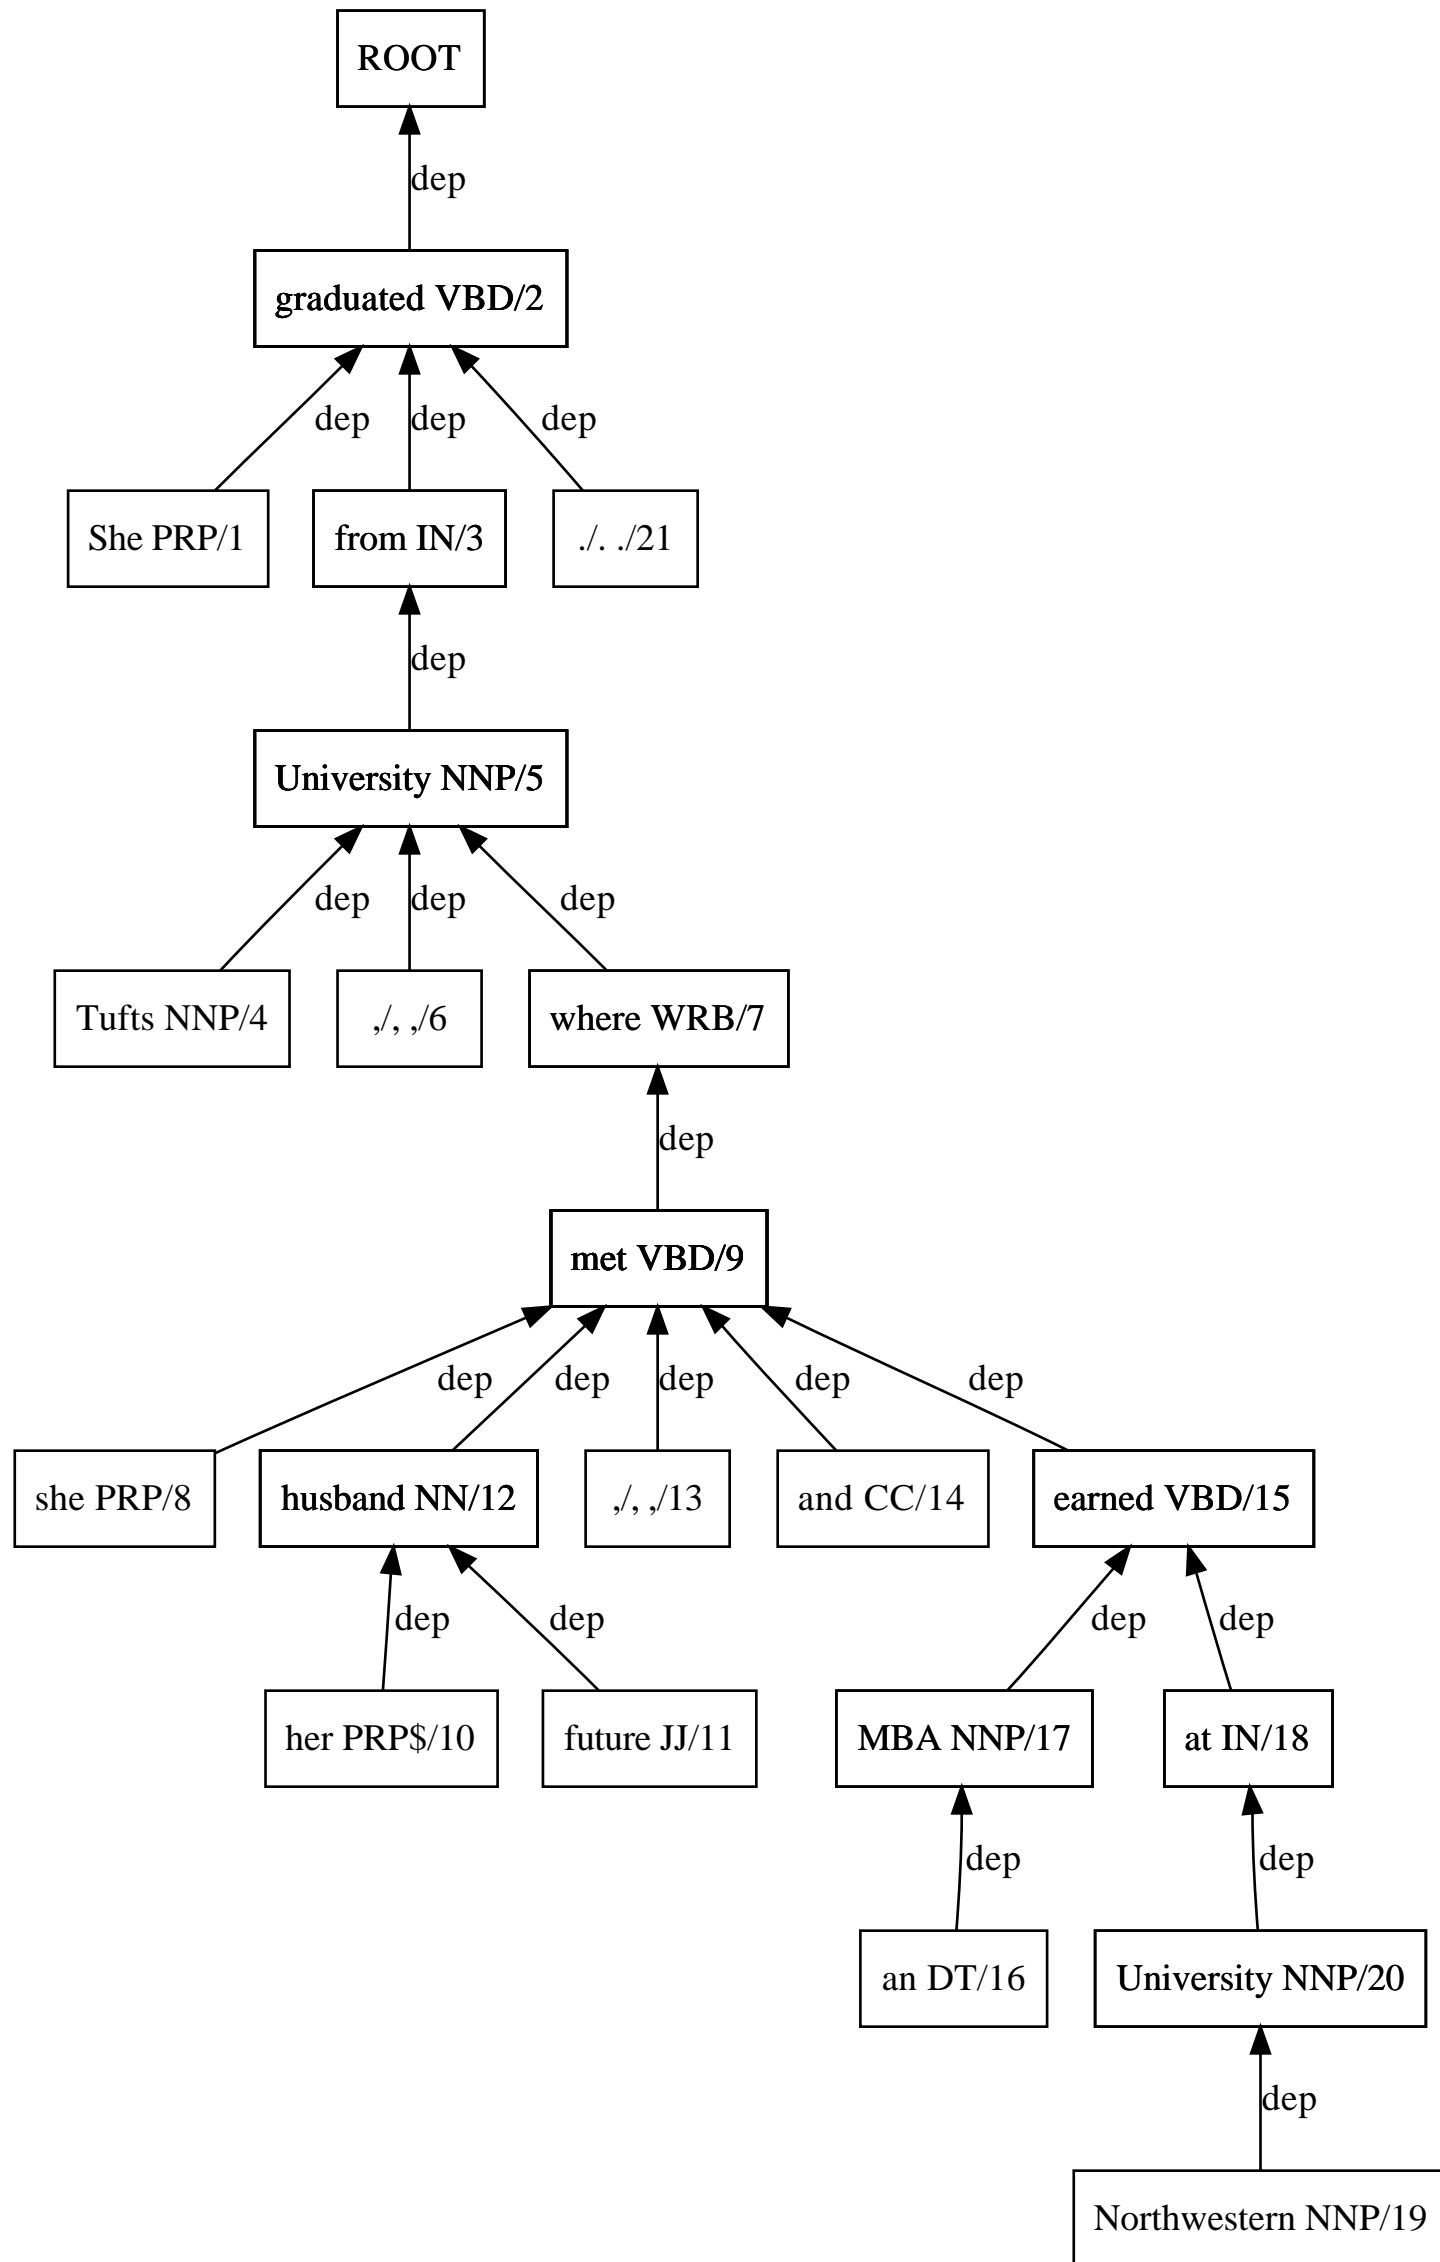 ROOT
dep
graduated VBD/2
dep dep dep
She PRP/1 from IN/3 ./. ./21
dep
University NNP/5
dep dep dep
Tufts NNP/4 ,/, ,/6 where WRB/7
dep
met VBD/9
dep dep dep dep dep
she PRP/8 husband NN/12 ,/, ,/13 and CC/14 earned VBD/15
dep dep dep dep
her PRP$/10 future JJ/11 MBA NNP/17 at IN/18
dep dep
an DT/16 University NNP/20
dep
Northwestern NNP/19